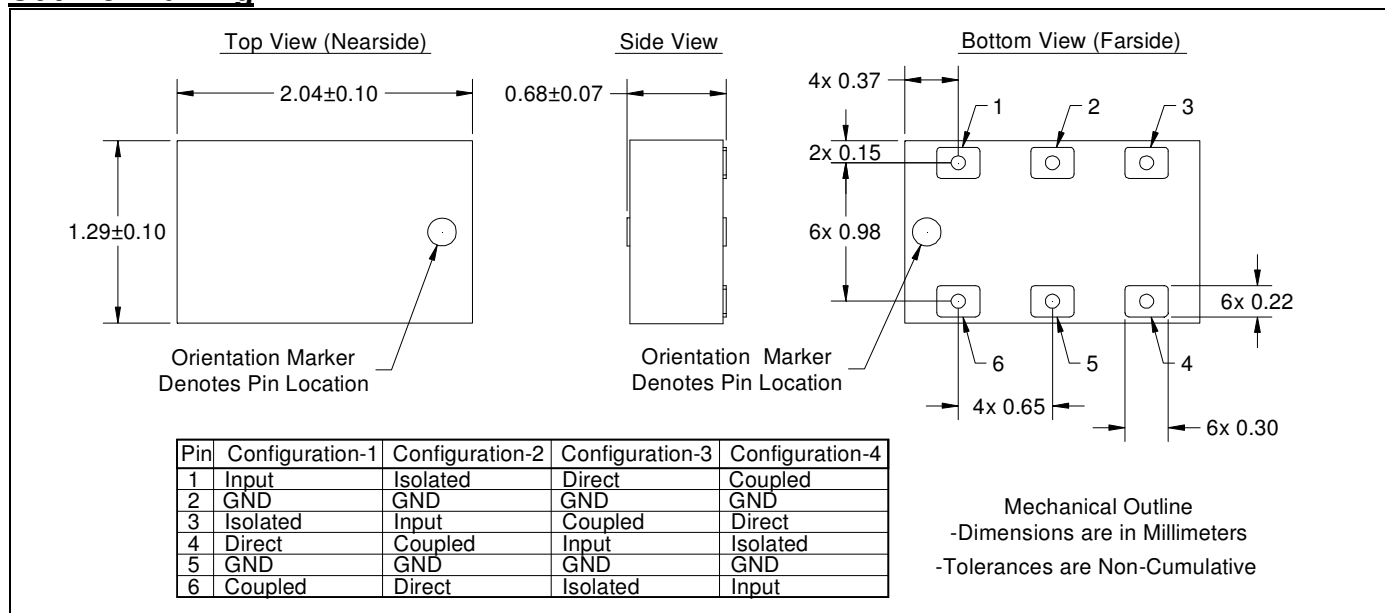 Top View (Nearside)
Side View
Bottom View (Farside)
2.04±0.10
0.68±0.07
4x 0.37
1
2
3
2x 0.15
1.29±0.10
6x 0.98
6x 0.22
Orientation Marker
Denotes Pin Location
Orientation Marker
Denotes Pin Location
6
5
4
4x 0.65
6x 0.30
Pin Configuration-1 Configuration-2 Configuration-3 Configuration-4
1 Input Isolated Direct Coupled
2 GND GND GND GND
3 Isolated Input Coupled Direct
4 Direct Coupled Input Isolated
5 GND GND GND GND
6 Coupled Direct Isolated Input
Mechanical Outline
-Dimensions are in Millimeters
-Tolerances are Non-Cumulative